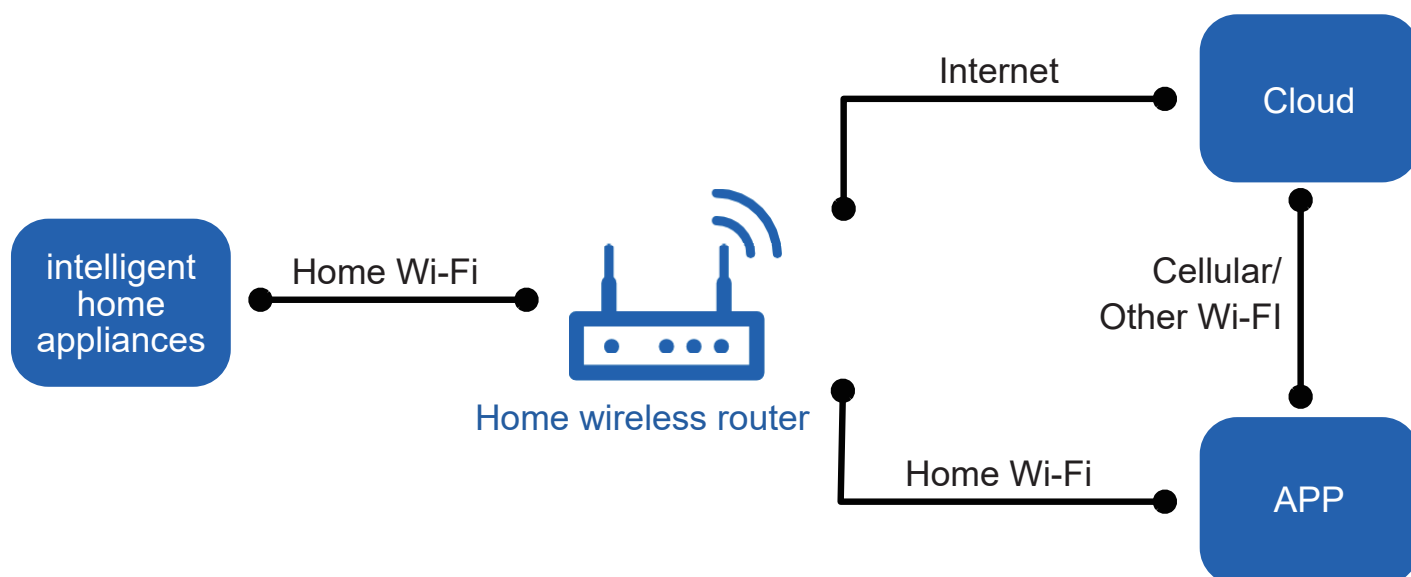 Internet
Cloud
intelligent
home
appliances
Home Wi-Fi
Cellular/
Other Wi-FI
Home wireless router
Home Wi-Fi
APP